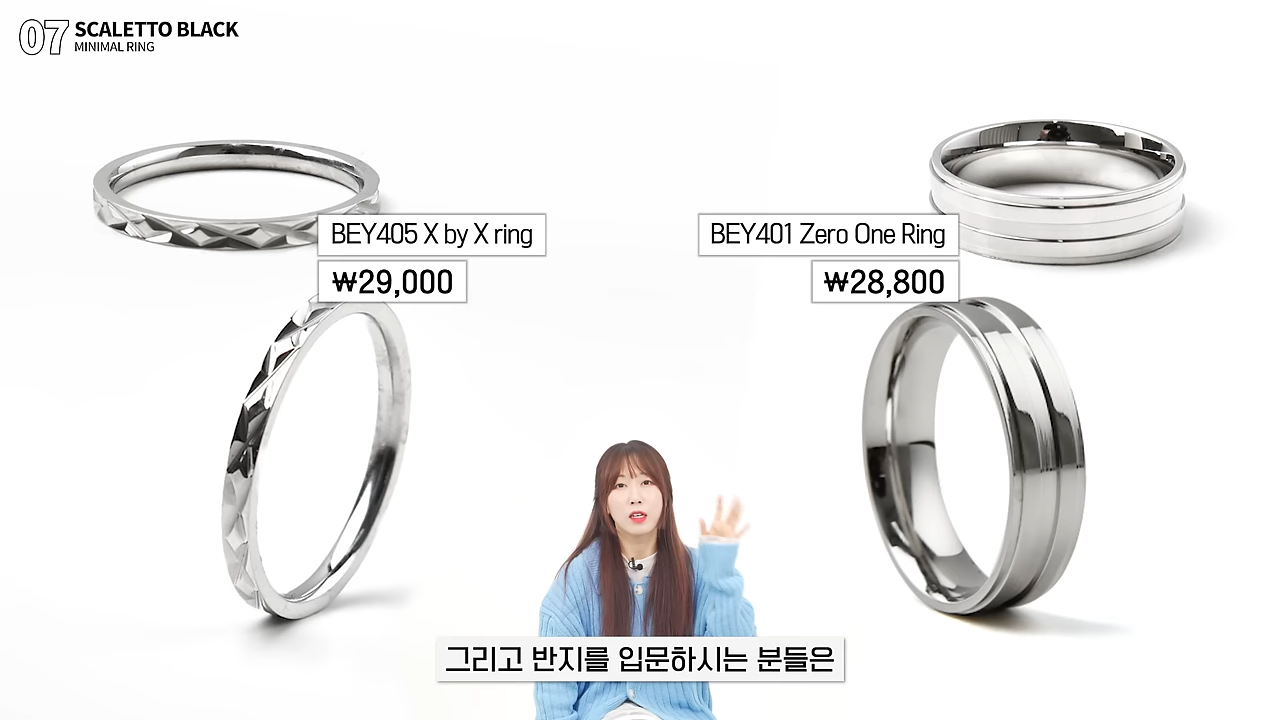 07 SCALETTO BLACK
MINIMAL RING
BEY405 X by X ring
₩29,000
BEY401 Zero One Ring
₩28,800
그리고 반지를 입문하시는 분들은